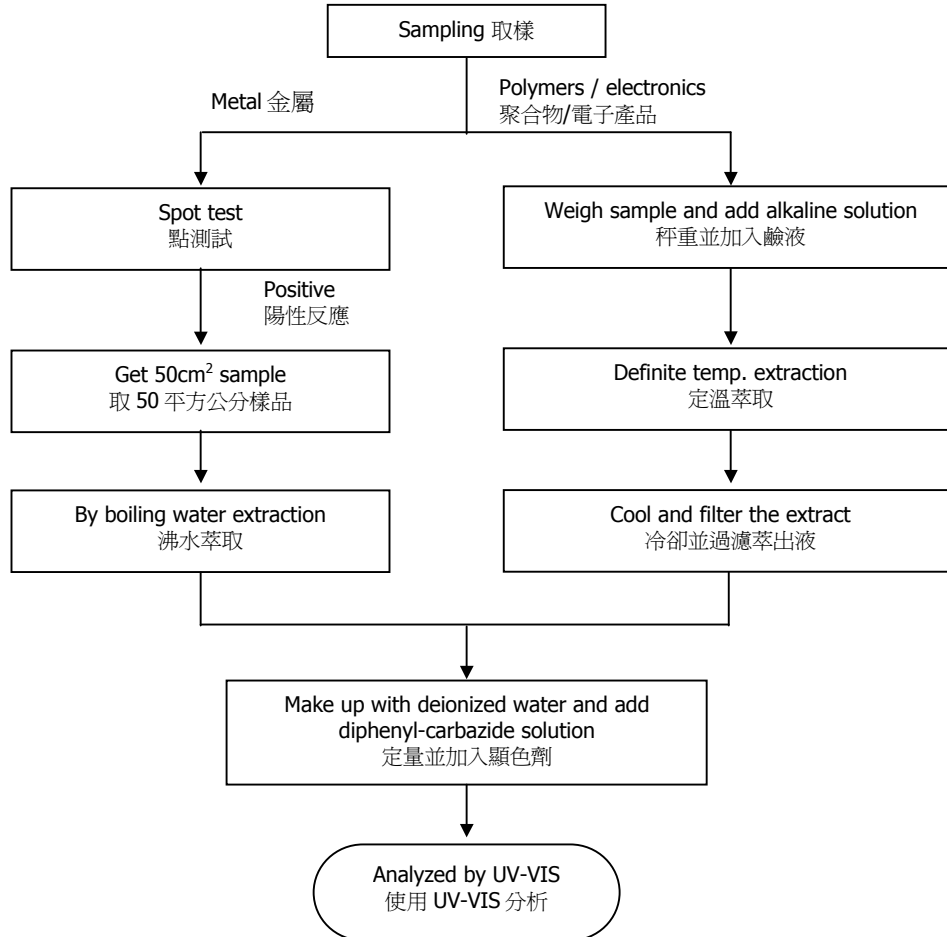 Sampling 取樣
Metal 金屬
Polymers / electronics
聚合物/電子產品
Spot test
點測試
Weigh sample and add alkaline solution
秤重並加入鹼液
Positive
陽性反應
Get 50cm² sample
取 50 平方公分樣品
Definite temp. extraction
定溫萃取
By boiling water extraction
沸水萃取
Cool and filter the extract
冷卻並過濾萃出液
Make up with deionized water and add
diphenyl-carbazide solution
定量並加入顯色劑
Analyzed by UV-VIS
使用 UV-VIS 分析